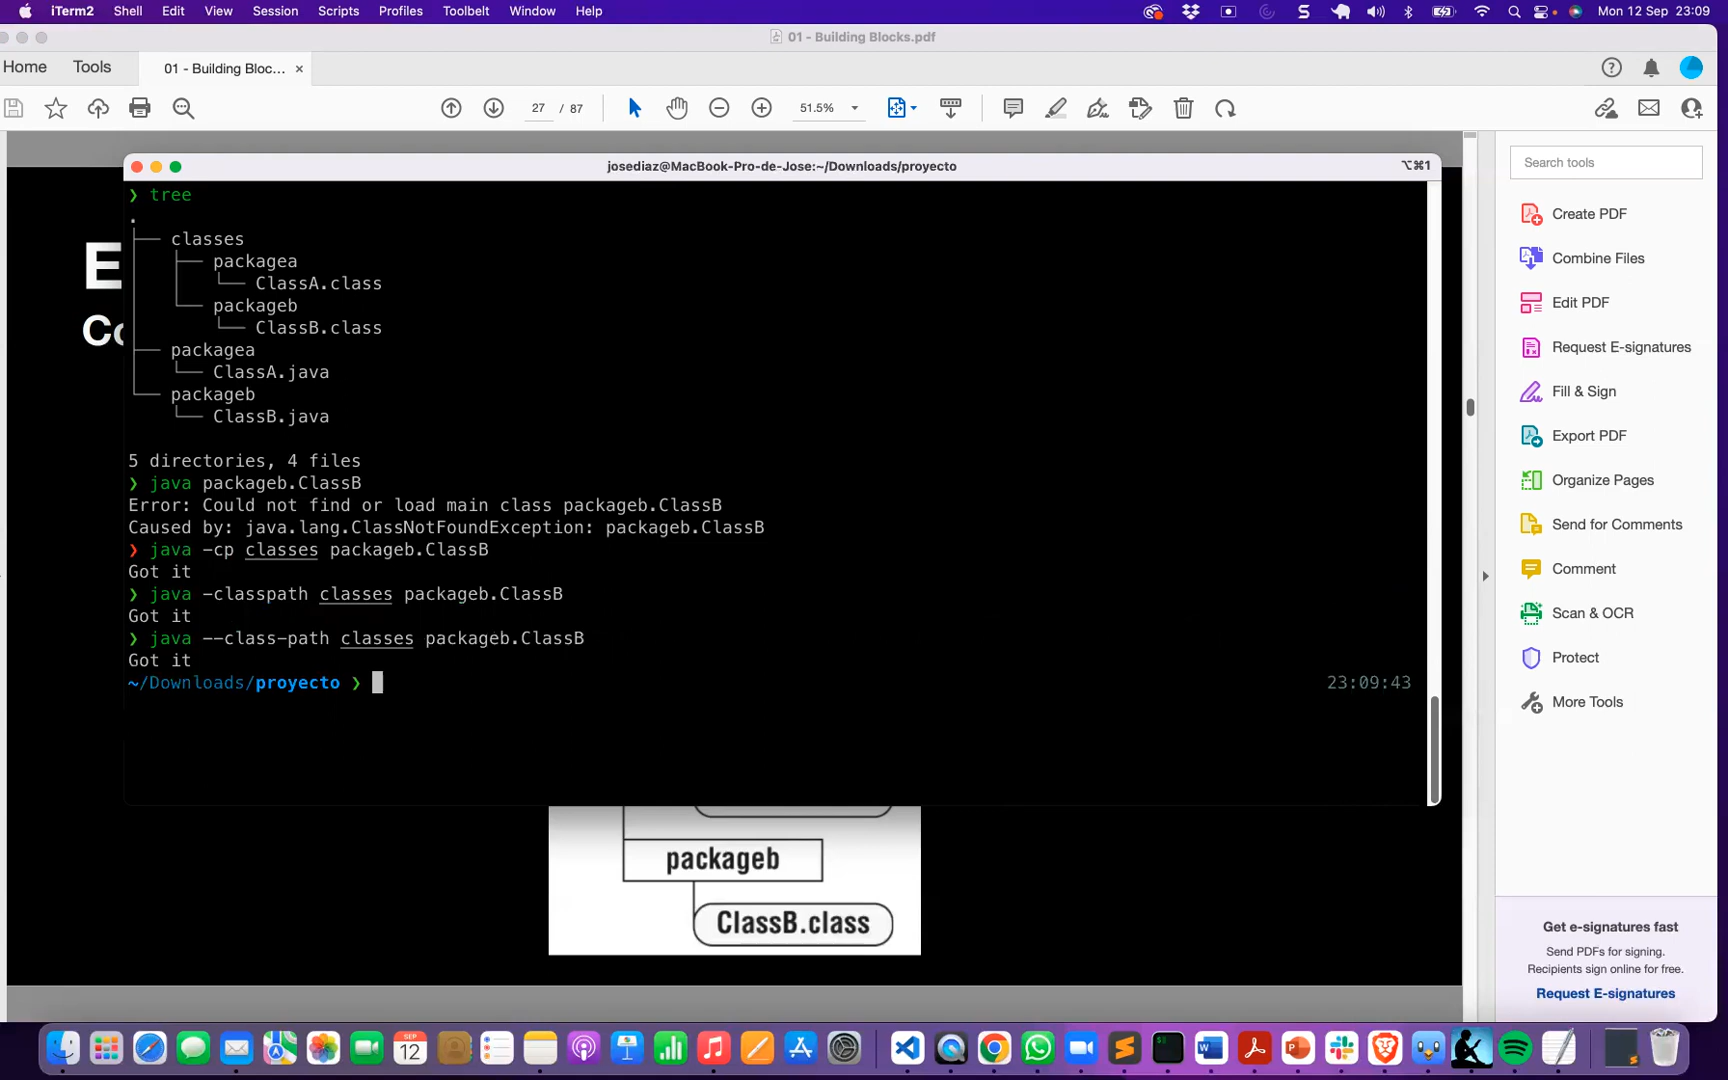 iTerm2 Shell Edit View Session Scripts Profiles Toolbelt Window Help Mon 12 Sep 23:09
01 - Building Blocks.pdf
Home Tools 01 - Building Bloc... ×
27 / 87 51.5%
josediaz@MacBook-Pro-de-Jose:~/Downloads/proyecto ⌥⌘1
Search tools
❯ tree
.
├── classes
│   ├── packagea
│   │   └── ClassA.class
│   └── packageb
│       └── ClassB.class
├── packagea
│   └── ClassA.java
└── packageb
    └── ClassB.java
5 directories, 4 files
❯ java packageb.ClassB
Error: Could not find or load main class packageb.ClassB
Caused by: java.lang.ClassNotFoundException: packageb.ClassB
❯ java -cp classes packageb.ClassB
Got it
❯ java -classpath classes packageb.ClassB
Got it
❯ java --class-path classes packageb.ClassB
Got it
~/Downloads/proyecto ❯ 23:09:43
packageb
ClassB.class
Create PDF
Combine Files
Edit PDF
Request E-signatures
Fill & Sign
Export PDF
Organize Pages
Send for Comments
Comment
Scan & OCR
Protect
More Tools
Get e-signatures fast
Send PDFs for signing.
Recipients sign online for free.
Request E-signatures
SEP
12